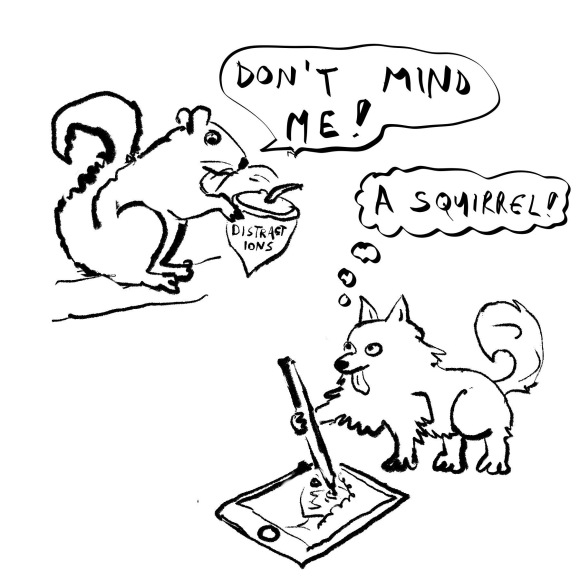 DON'T MIND
ME!
DISTRACT
IONS
A SQUIRREL!